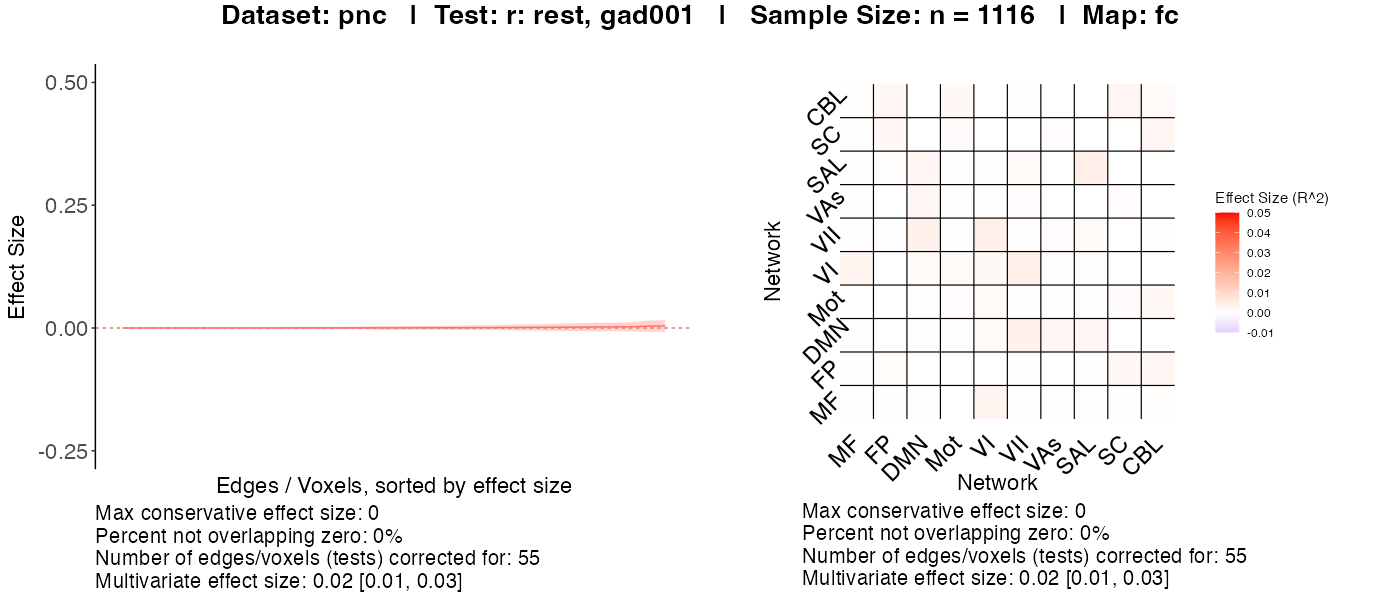 Dataset: pnc | Test: r: rest, gad001 | Sample Size: n = 1116 | Map: fc
0.50
0.25
0.00
-0.25
Effect Size
Edges / Voxels, sorted by effect size
Max conservative effect size: 0
Percent not overlapping zero: 0%
Number of edges/voxels (tests) corrected for: 55
Multivariate effect size: 0.02 [0.01, 0.03]
Network
CBL
SC
SAL
VAs
VII
VI
Mot
DMN
FP
MF
MF
FP
DMN
Mot
VI
VII
VAs
SAL
SC
CBL
Network
Effect Size (R^2)
0.05
0.04
0.03
0.02
0.01
0.00
-0.01
Max conservative effect size: 0
Percent not overlapping zero: 0%
Number of edges/voxels (tests) corrected for: 55
Multivariate effect size: 0.02 [0.01, 0.03]